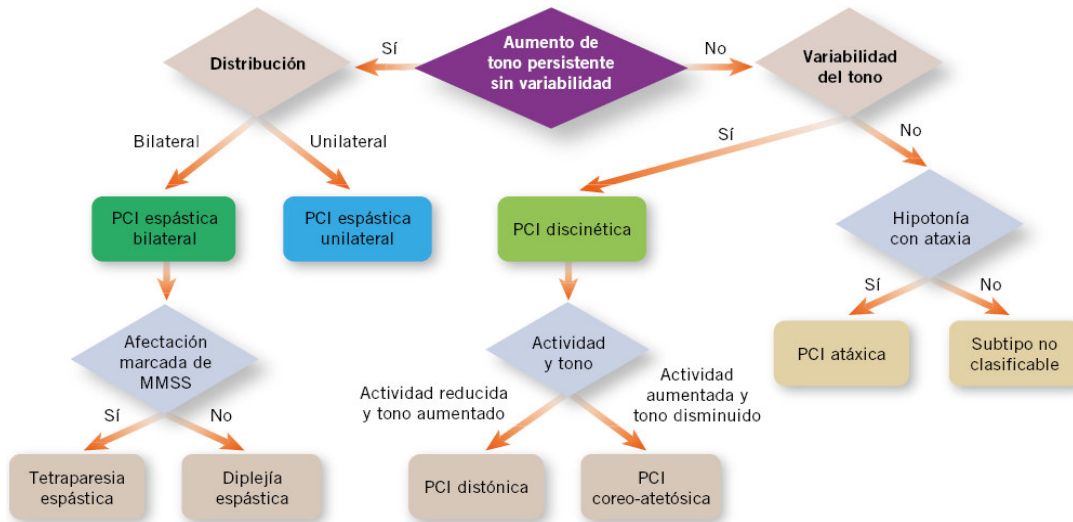 Aumento de
tono persistente
sin variabilidad
Sí
No
Distribución
Variabilidad
del tono
Bilateral
Unilateral
Sí
No
PCI espástica
bilateral
PCI espástica
unilateral
PCI discinética
Hipotonía
con ataxia
Sí
No
Afectación
marcada de
MMSS
Actividad
y tono
PCI atáxica
Subtipo no
clasificable
Sí
No
Actividad reducida
y tono aumentado
Actividad
aumentada y
tono disminuido
Tetraparesia
espástica
Diplejía
espástica
PCI distónica
PCI
coreo-atetósica